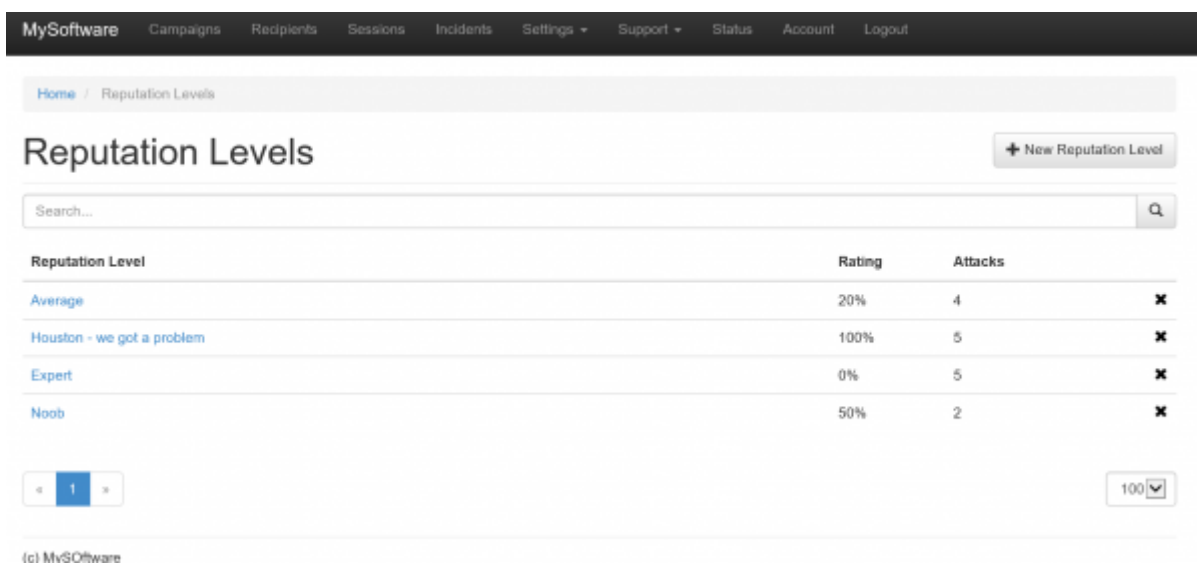 MySoftware Campaigns Recipients Sessions Incidents Settings Support Status Account Logout
Home / Reputation Levels
Reputation Levels
New Reputation Level
Search...
Reputation Level Rating Attacks
Average 20% 4
Houston - we got a problem 100% 5
Expert 0% 5
Noob 50% 2
« 1 » 100
(c) MySOftware